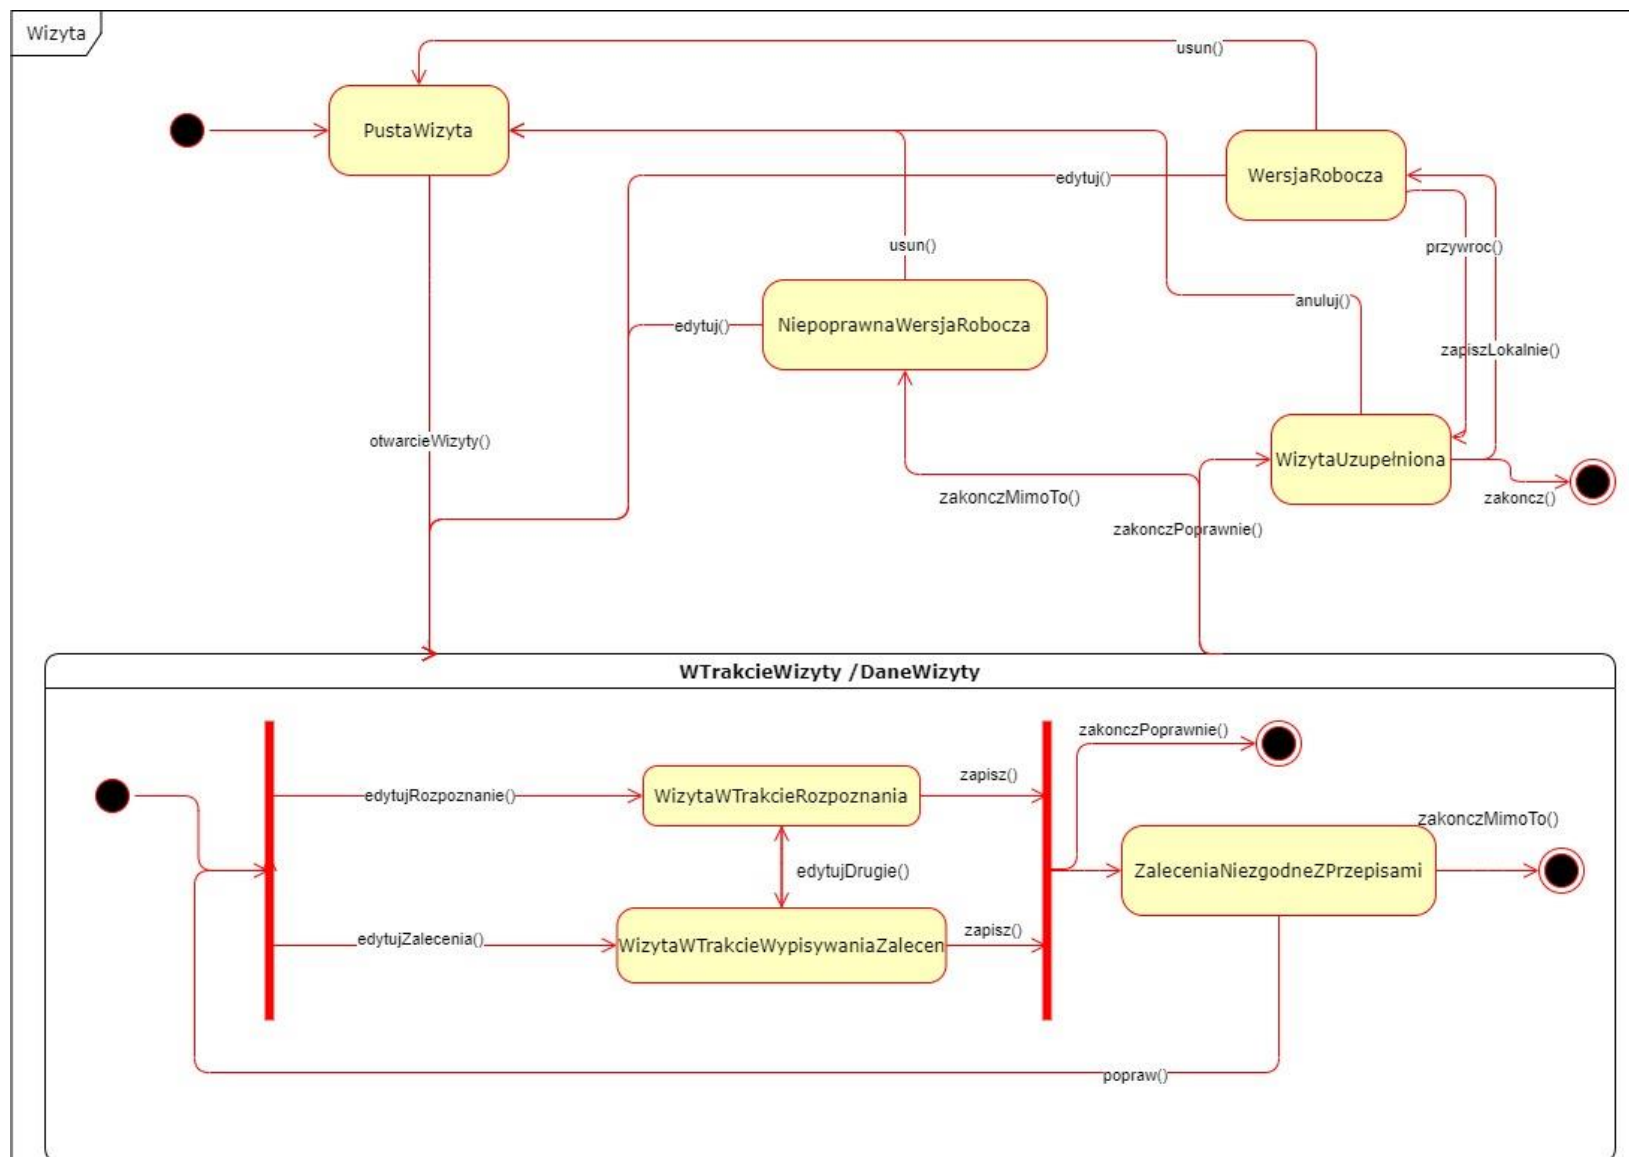 Wizyta
usun()
PustaWizyta
edytuj()
WersjaRobocza
usun()
przywroc()
anuluj()
edytuj()
NiepoprawnaWersjaRobocza
zapiszLokalnie()
otwarcieWizyty()
WizytaUzupełniona
zakonczMimoTo()
zakoncz()
zakonczPoprawnie()
WTrakcieWizyty /DaneWizyty
zakonczPoprawnie()
edytujRozpoznanie()
WizytaWTrakcieRozpoznania
zapisz()
zakonczMimoTo()
edytujDrugie()
ZaleceniaNiezgodneZPrzepisami
edytujZalecenia()
WizytaWTrakcieWypisywaniaZalecen
zapisz()
popraw()